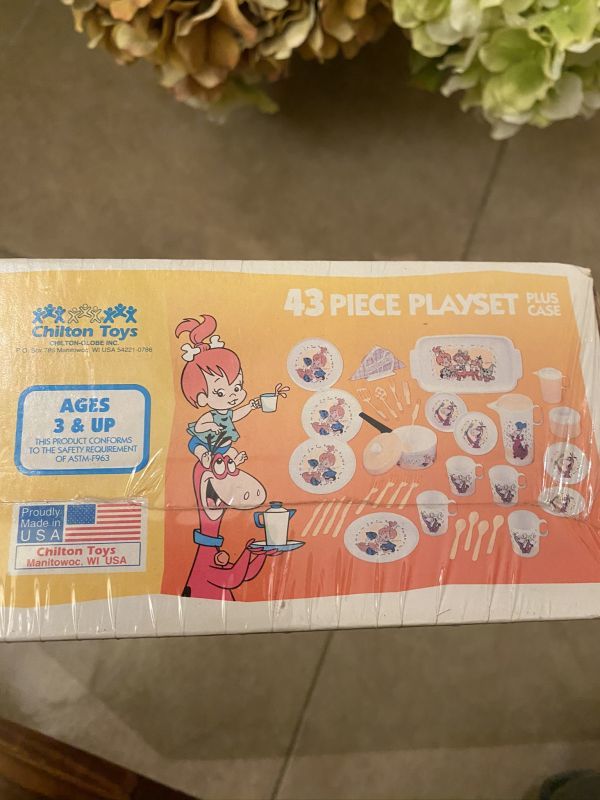 43 PIECE PLAYSET PLUS CASE
Chilton Toys
CHILTON-GLOBE INC.
P.O. Box 786 Manitowoc, WI USA 54221-0786
AGES
3 & UP
THIS PRODUCT CONFORMS
TO THE SAFETY REQUIREMENT
OF ASTM-F963
Proudly
Made in
USA
Chilton Toys
Manitowoc, WI USA